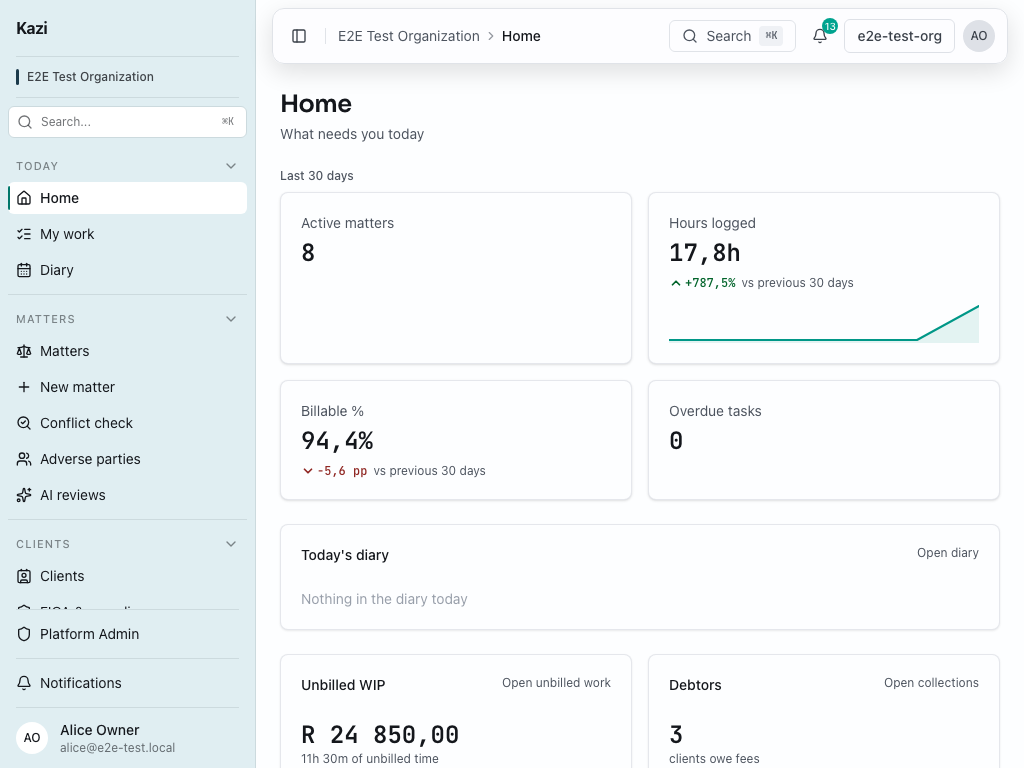 Kazi
E2E Test Organization
Search...
⌘K
TODAY
Home
My work
Diary
MATTERS
Matters
New matter
Conflict check
Adverse parties
AI reviews
CLIENTS
Clients
Platform Admin
Notifications
AO
Alice Owner
alice@e2e-test.local
E2E Test Organization
Home
Search ⌘K
13
e2e-test-org
AO
Home
What needs you today
Last 30 days
Active matters
8
Hours logged
17,8h
+787,5% vs previous 30 days
Billable %
94,4%
-5,6 pp vs previous 30 days
Overdue tasks
0
Today's diary
Open diary
Nothing in the diary today
Unbilled WIP
Open unbilled work
R 24 850,00
11h 30m of unbilled time
Debtors
Open collections
3
clients owe fees